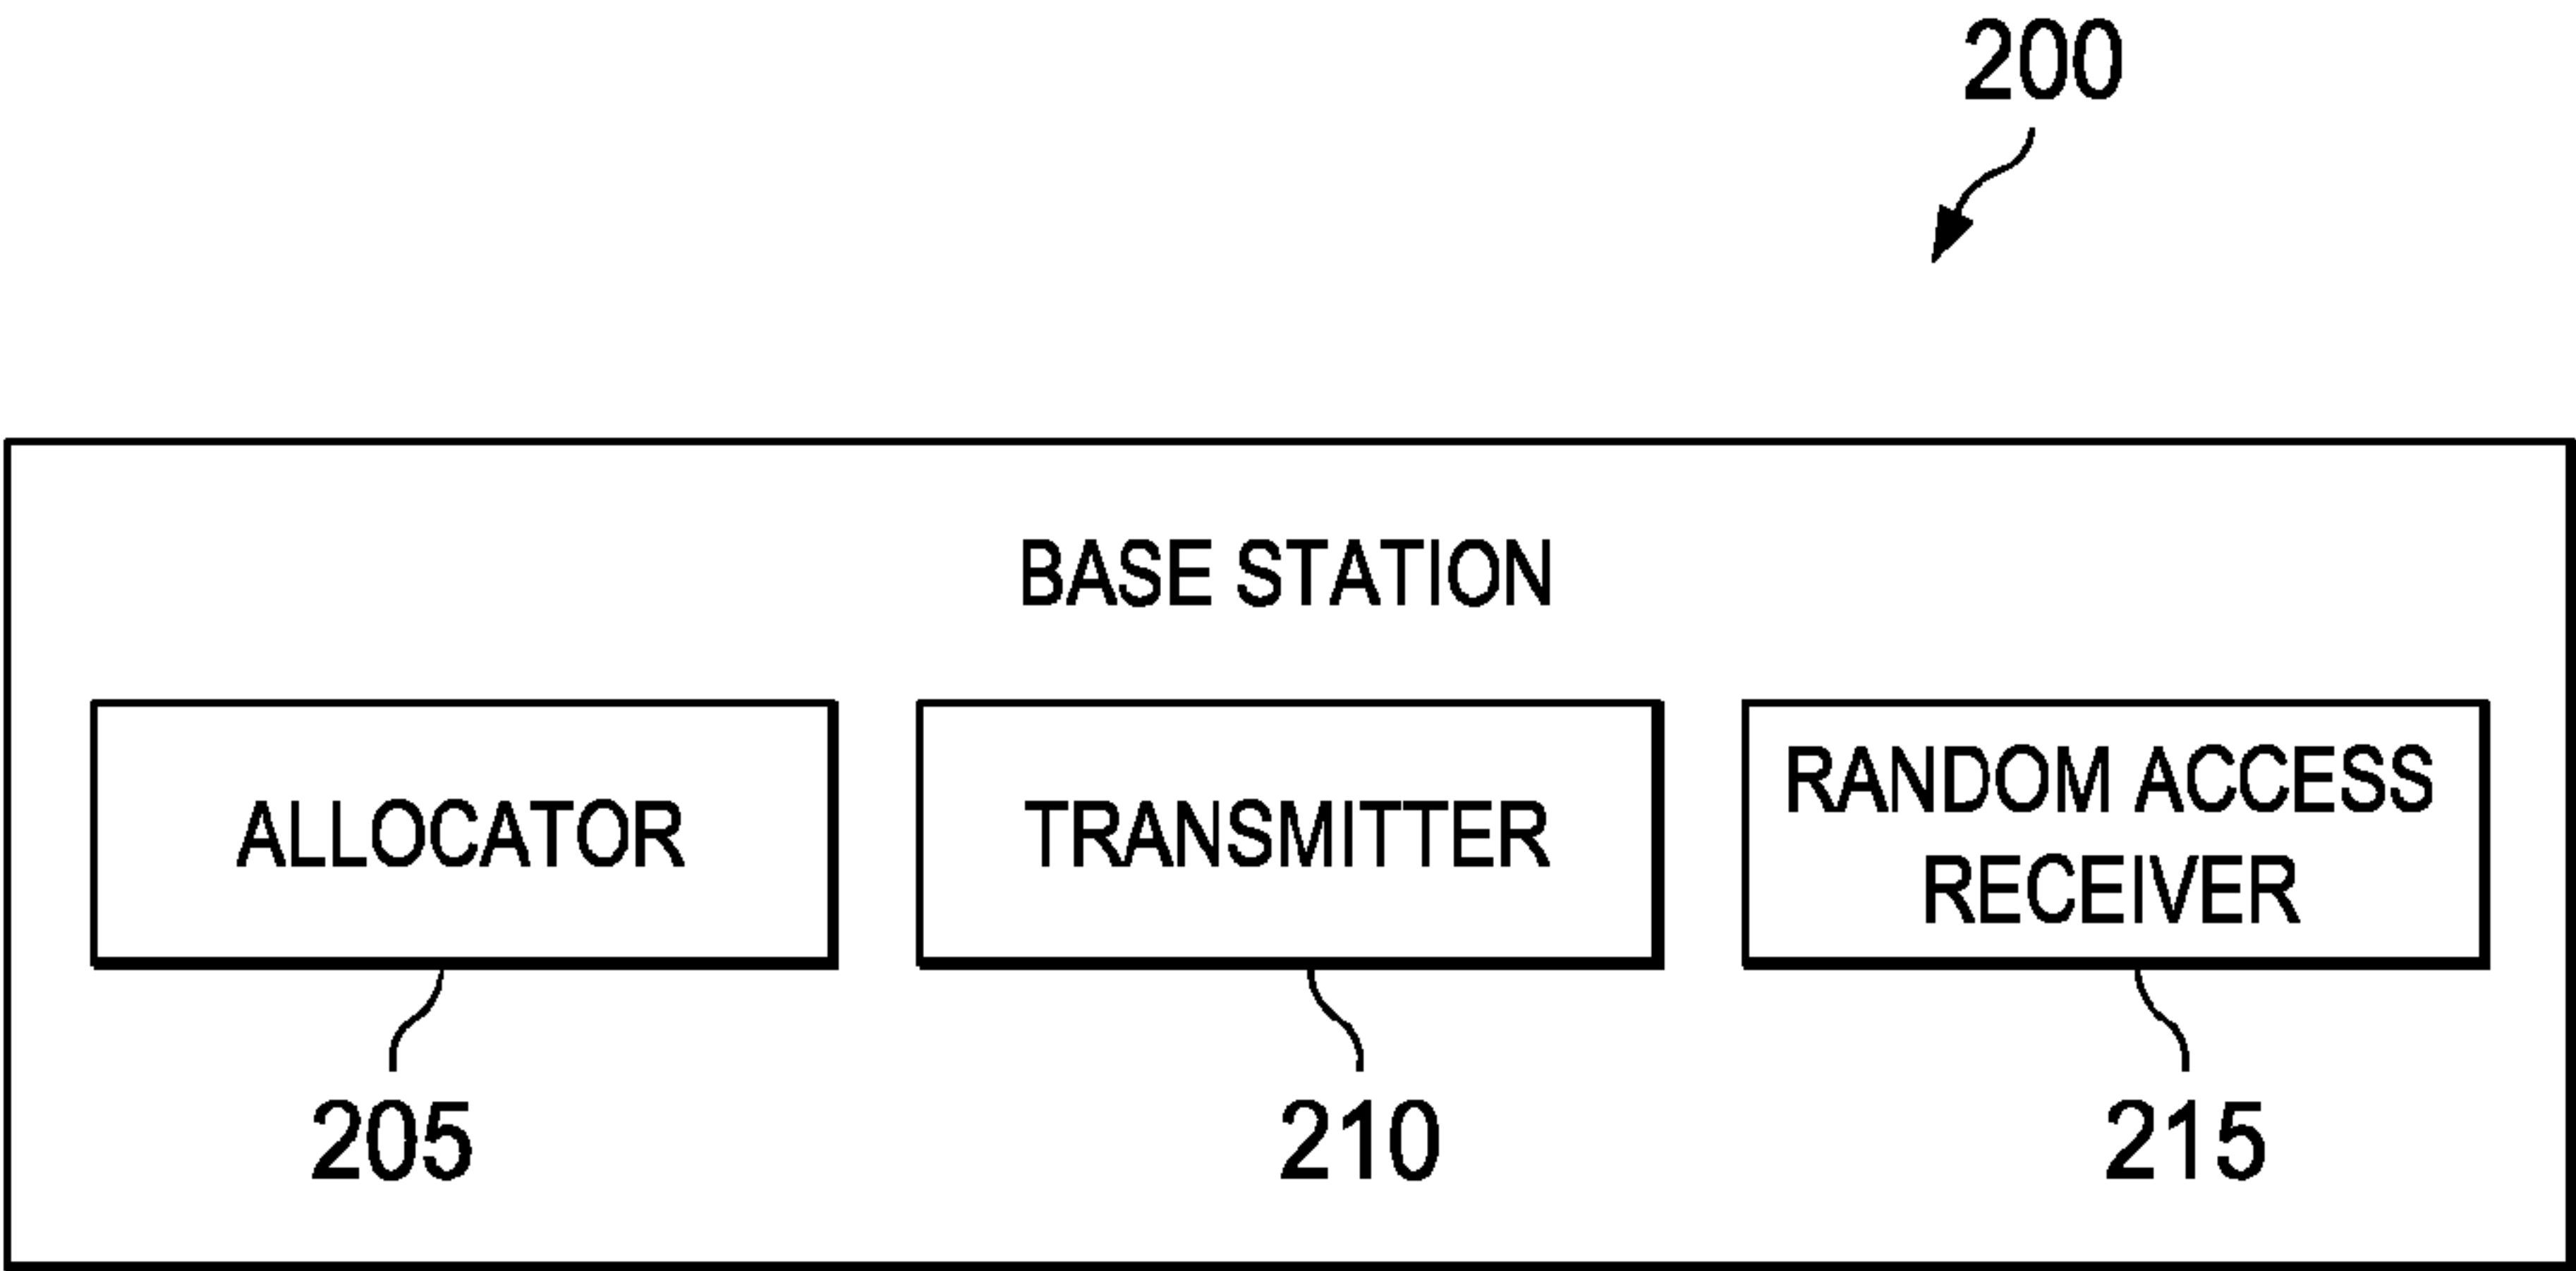 200
BASE STATION
ALLOCATOR
TRANSMITTER
RANDOM ACCESS
RECEIVER
205
210
215